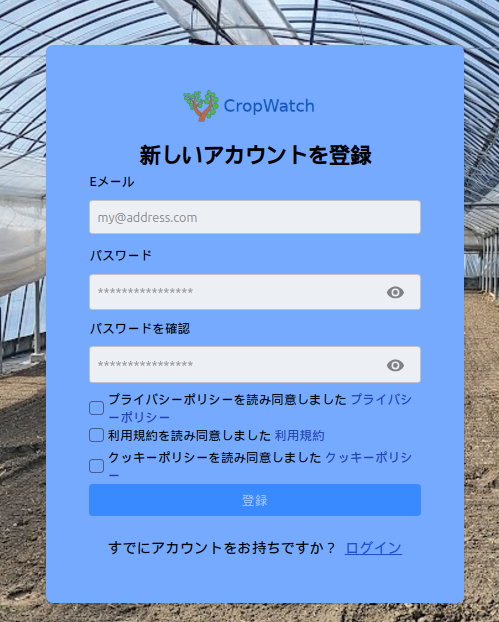 CropWatch
新しいアカウントを登録
Eメール
my@address.com
パスワード
****************
パスワードを確認
****************
プライバシーポリシーを読み同意しました プライバシ
ーポリシー
利用規約を読み同意しました 利用規約
クッキーポリシーを読み同意しました クッキーポリシ
ー
登録
すでにアカウントをお持ちですか？ ログイン